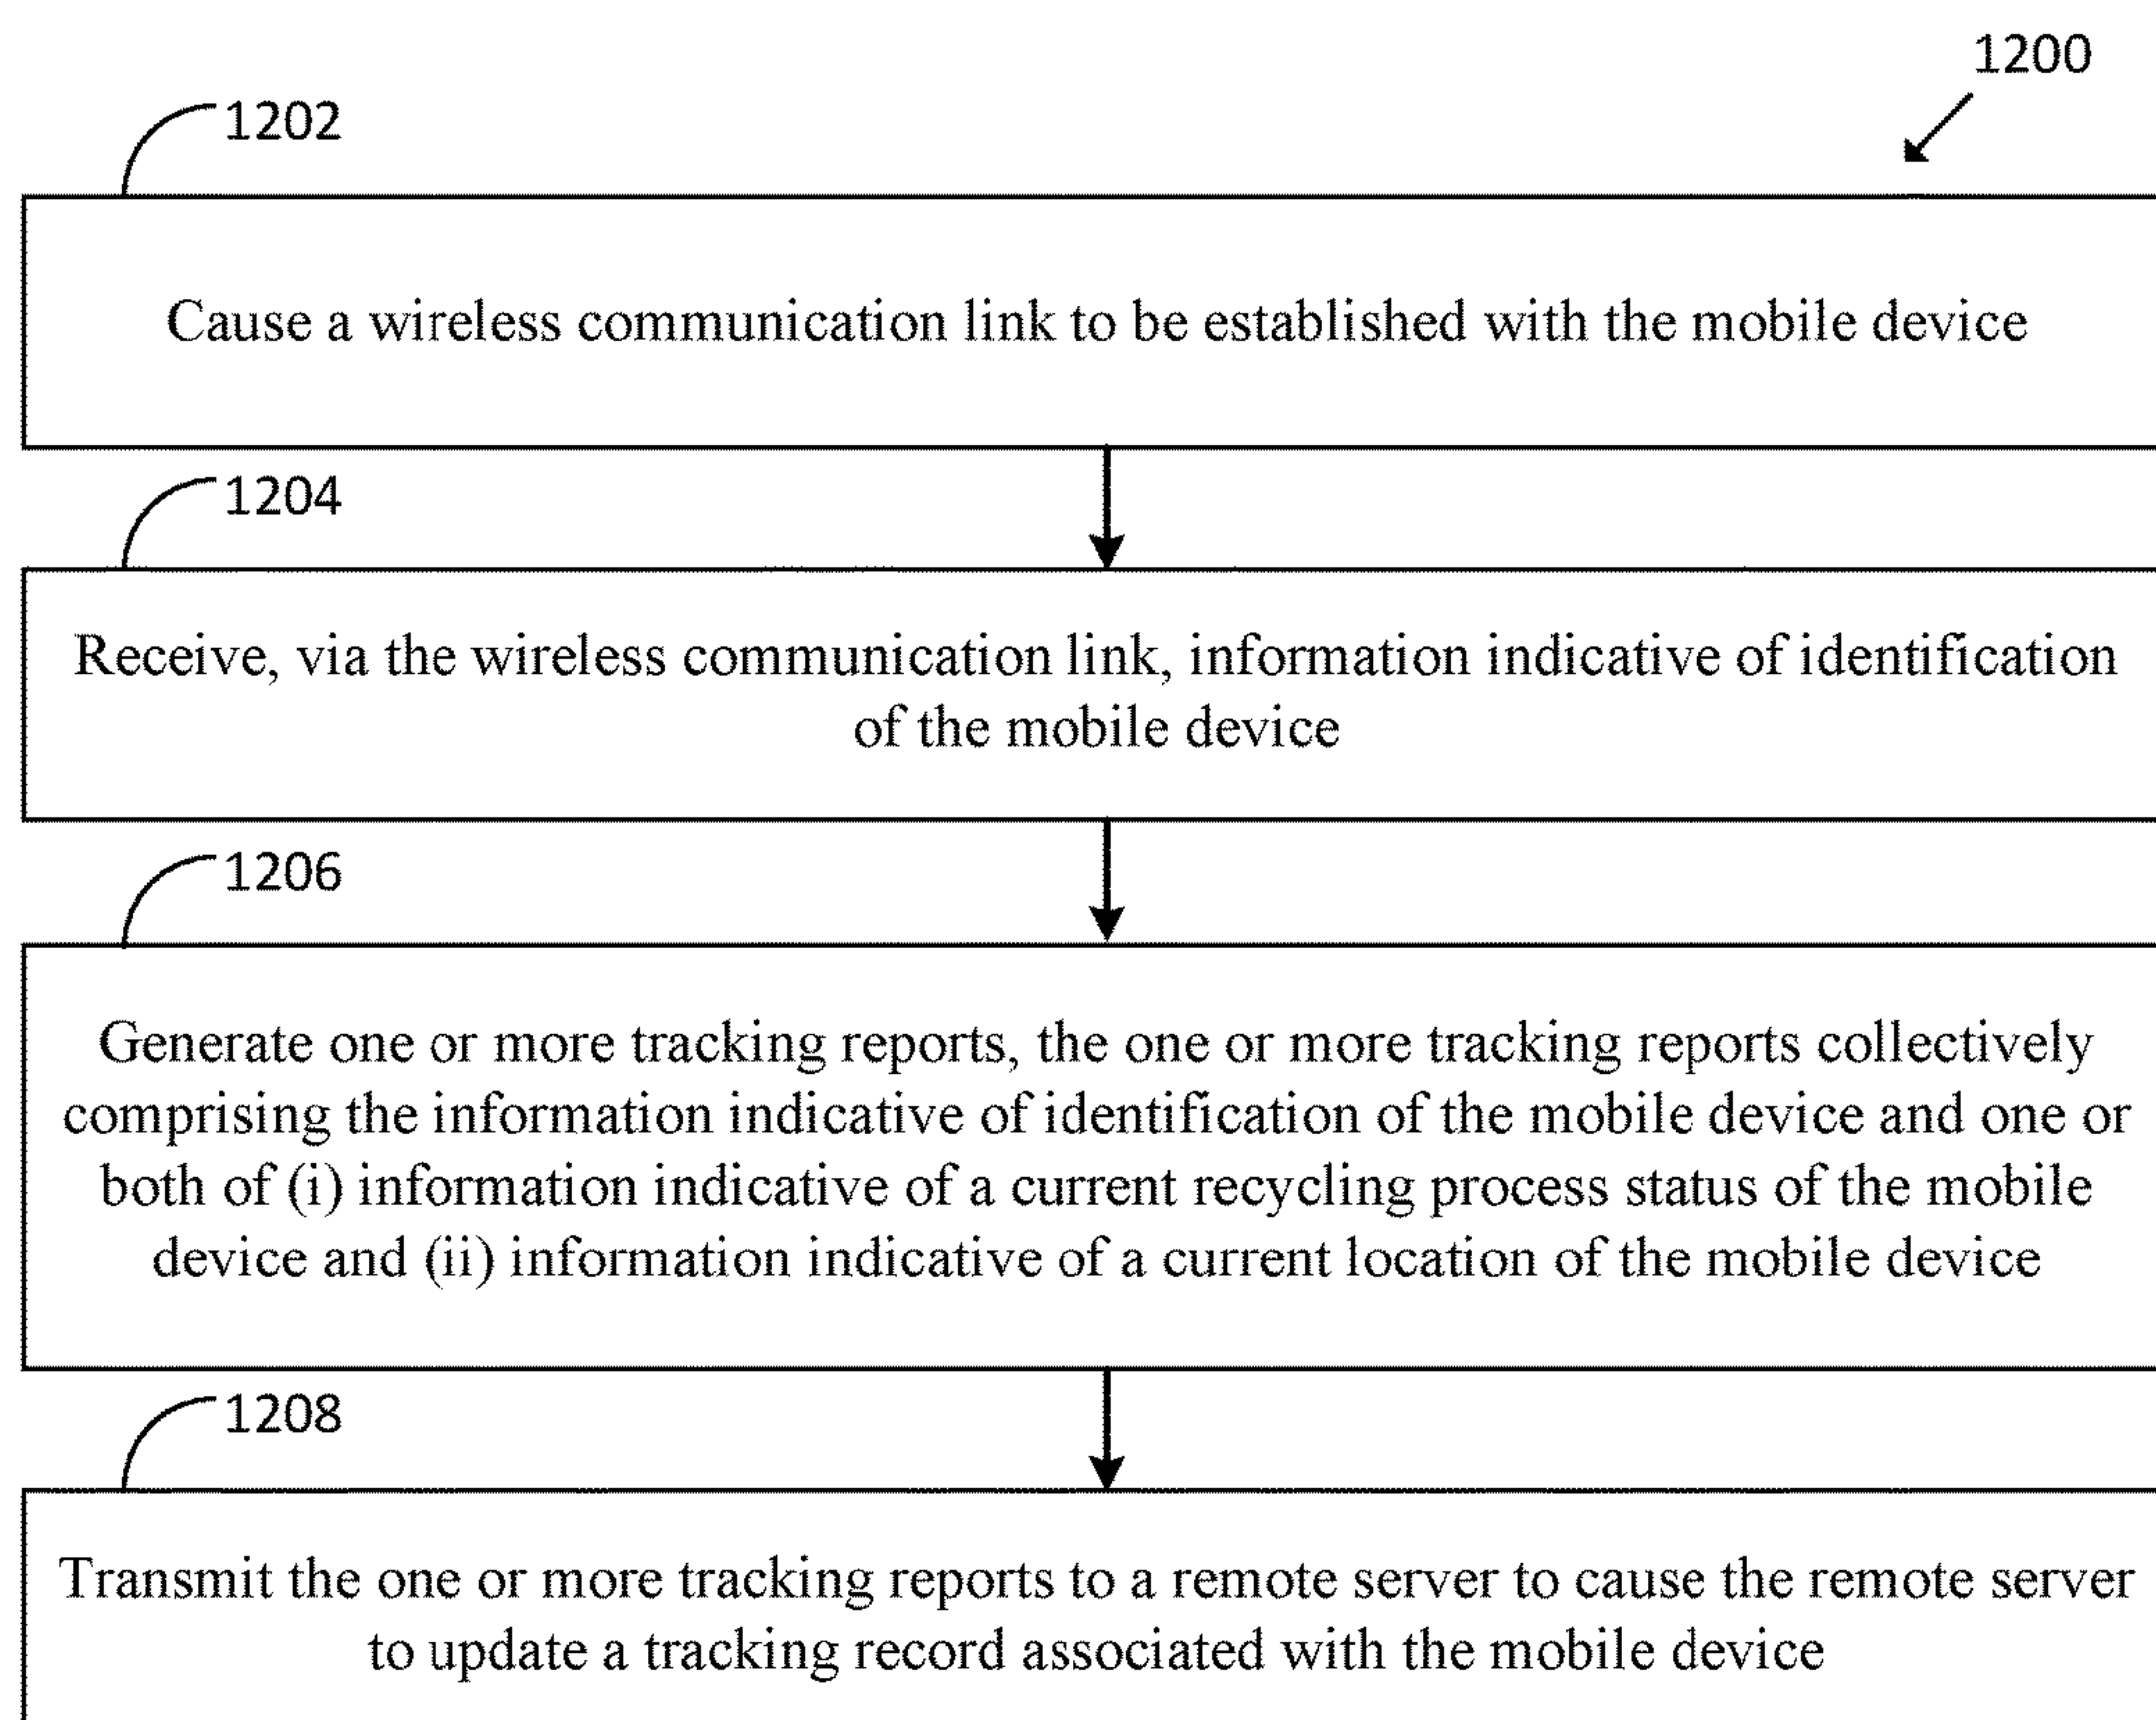 1200
1202
Cause a wireless communication link to be established with the mobile device
1204
Receive, via the wireless communication link, information indicative of identification
of the mobile device
1206
Generate one or more tracking reports, the one or more tracking reports collectively
comprising the information indicative of identification of the mobile device and one or
both of (i) information indicative of a current recycling process status of the mobile
device and (ii) information indicative of a current location of the mobile device
1208
Transmit the one or more tracking reports to a remote server to cause the remote server
to update a tracking record associated with the mobile device